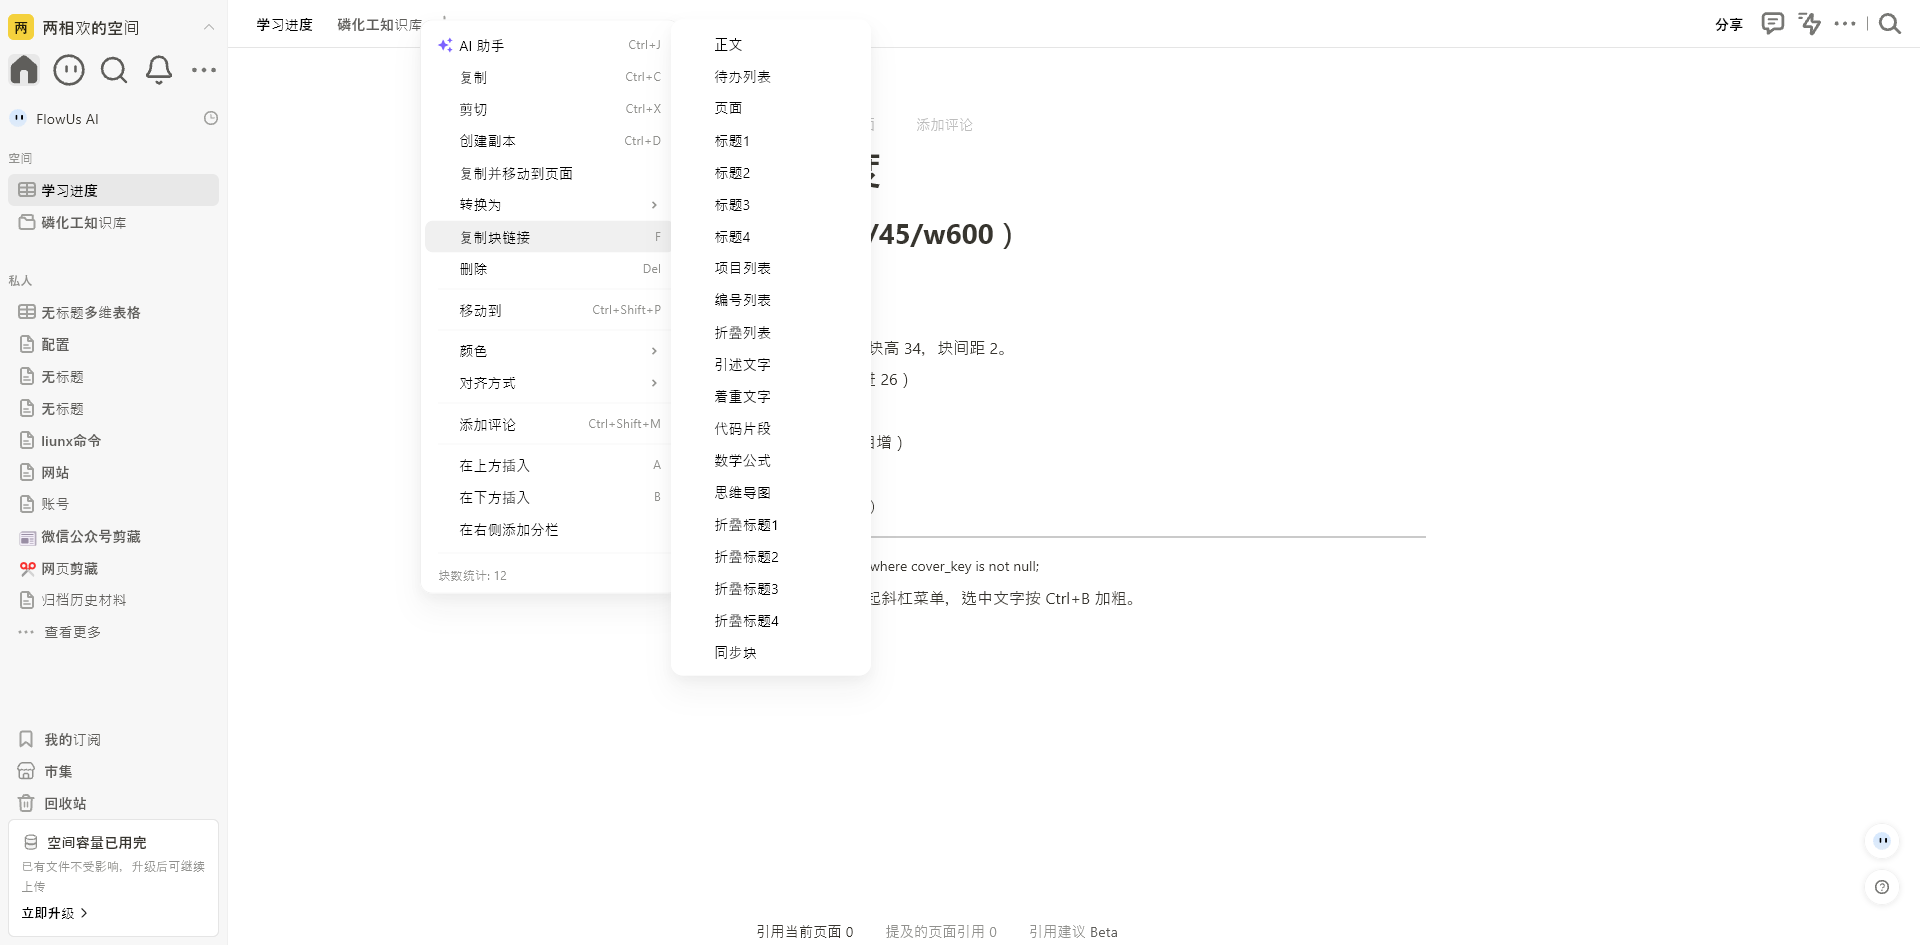 两 两相欢的空间
FlowUs AI
空间
学习进度
磷化工知识库
私人
无标题多维表格
配置
无标题
无标题
liunx命令
网站
账号
微信公众号剪藏
网页剪藏
归档历史材料
查看更多
我的订阅
市集
回收站
空间容量已用完
已有文件不受影响，升级后可继续
上传
立即升级
学习进度 磷化工知识库
分享
AI 助手 Ctrl+J
复制 Ctrl+C
剪切 Ctrl+X
创建副本 Ctrl+D
复制并移动到页面
转换为
复制块链接 F
删除 Del
移动到 Ctrl+Shift+P
颜色
对齐方式
添加评论 Ctrl+Shift+M
在上方插入 A
在下方插入 B
在右侧添加分栏
块数统计: 12
正文
待办列表
页面
标题1
标题2
标题3
标题4
项目列表
编号列表
折叠列表
引述文字
着重文字
代码片段
数学公式
思维导图
折叠标题1
折叠标题2
折叠标题3
折叠标题4
同步块
添加评论
/45/w600 )
块高 34，块间距 2。
26 )
增 )
)
where cover_key is not null;
起斜杠菜单，选中文字按 Ctrl+B 加粗。
引用当前页面 0 提及的页面引用 0 引用建议 Beta